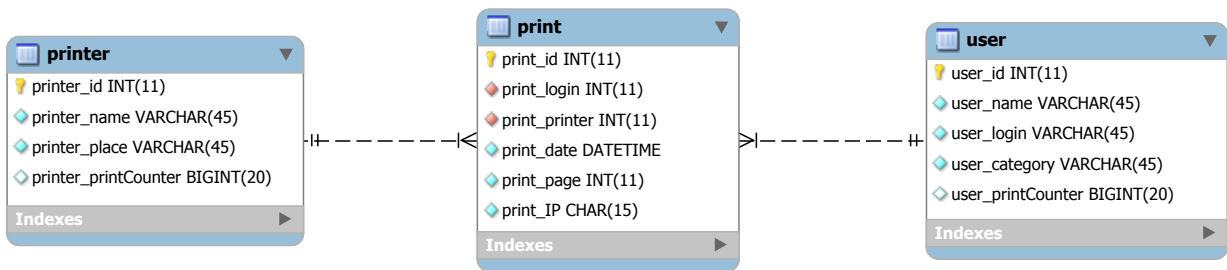 printer
printer_id INT(11)
printer_name VARCHAR(45)
printer_place VARCHAR(45)
printer_printCounter BIGINT(20)
Indexes
print
print_id INT(11)
print_login INT(11)
print_printer INT(11)
print_date DATETIME
print_page INT(11)
print_IP CHAR(15)
Indexes
user
user_id INT(11)
user_name VARCHAR(45)
user_login VARCHAR(45)
user_category VARCHAR(45)
user_printCounter BIGINT(20)
Indexes